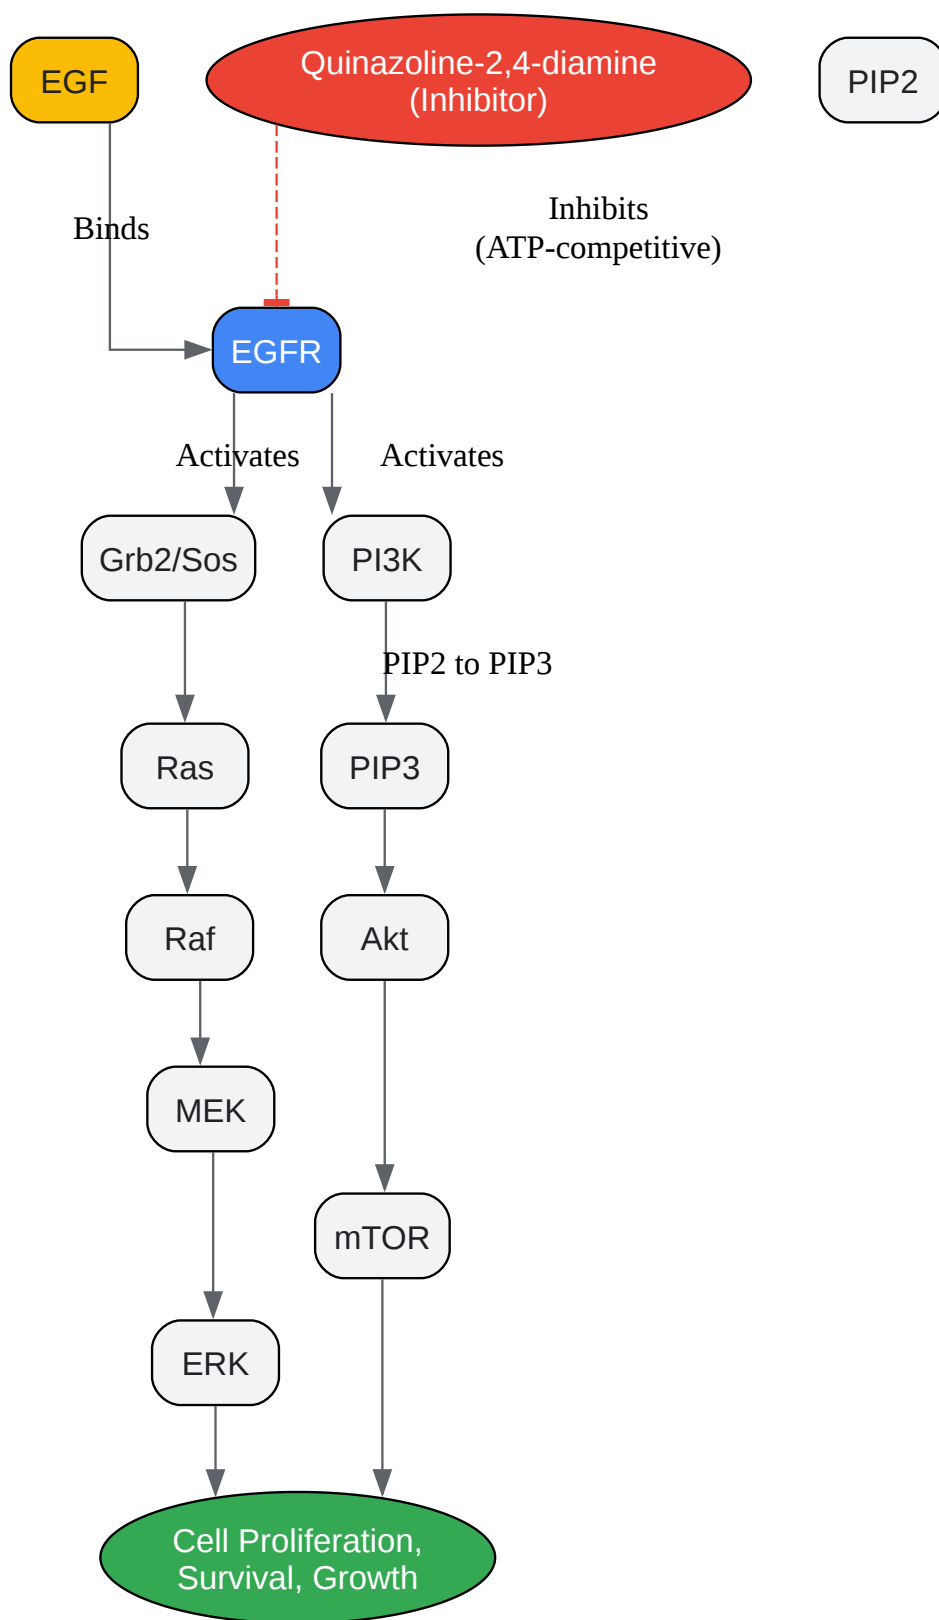 EGF
Quinazoline-2,4-diamine
(Inhibitor)
PIP2
Binds
Inhibits
(ATP-competitive)
EGFR
Activates
Activates
Grb2/Sos
PI3K
PIP2 to PIP3
Ras
PIP3
Raf
Akt
MEK
mTOR
ERK
Cell Proliferation,
Survival, Growth